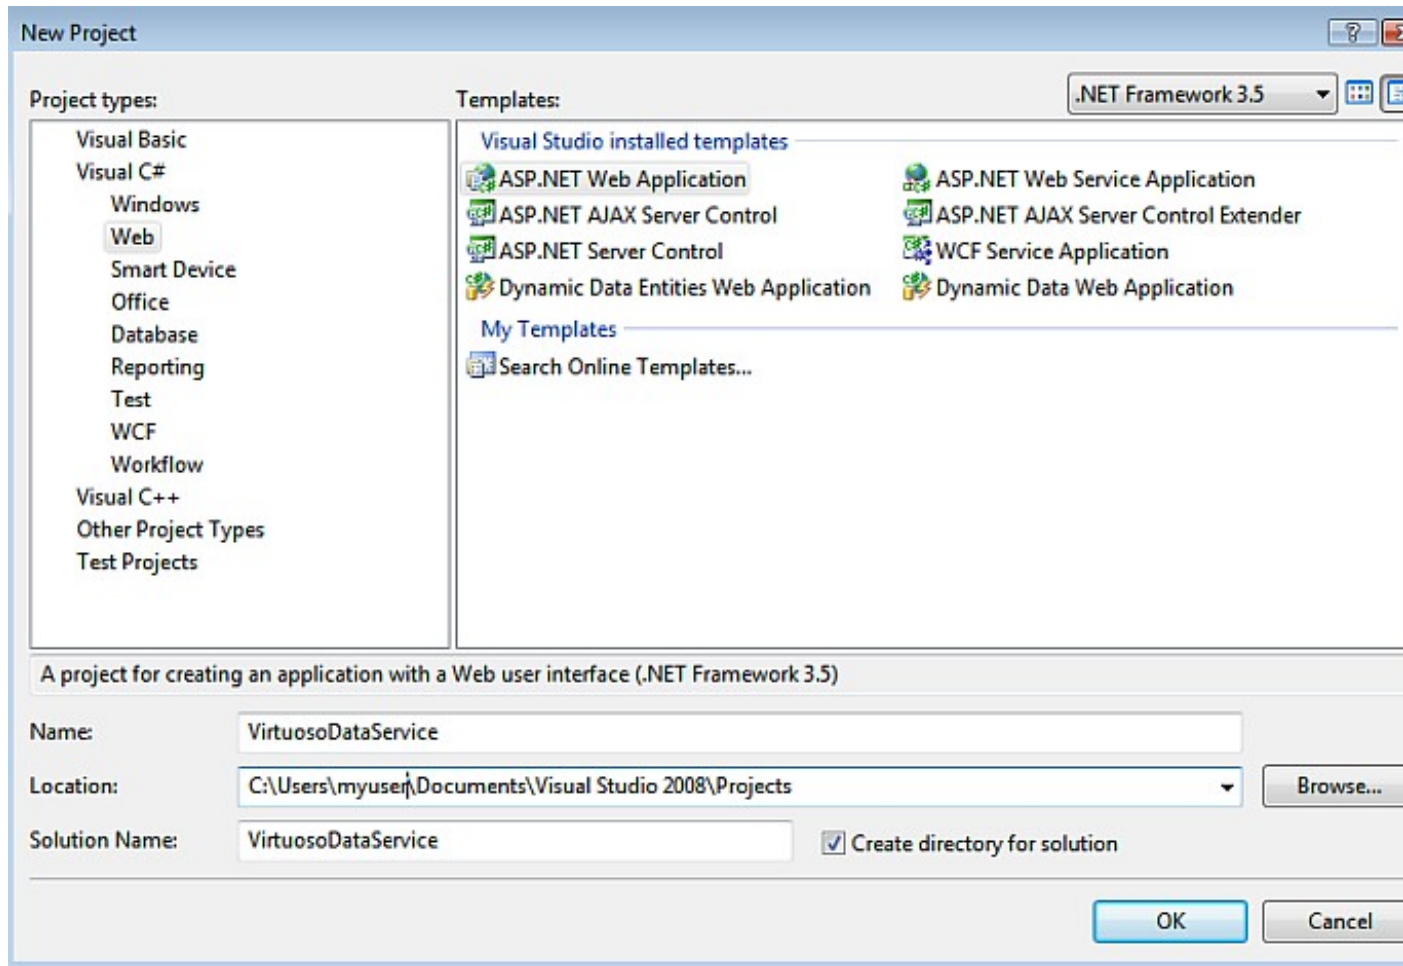 New Project
Project types:
Templates:
.NET Framework 3.5
Visual Basic
Visual C#
Windows
Web
Smart Device
Office
Database
Reporting
Test
WCF
Workflow
Visual C++
Other Project Types
Test Projects
Visual Studio installed templates
ASP.NET Web Application
ASP.NET Web Service Application
ASP.NET AJAX Server Control
ASP.NET AJAX Server Control Extender
ASP.NET Server Control
WCF Service Application
Dynamic Data Entities Web Application
Dynamic Data Web Application
My Templates
Search Online Templates...
A project for creating an application with a Web user interface (.NET Framework 3.5)
Name:
VirtuosoDataService
Location:
C:\Users\myuser\Documents\Visual Studio 2008\Projects
Browse...
Solution Name:
VirtuosoDataService
Create directory for solution
OK
Cancel